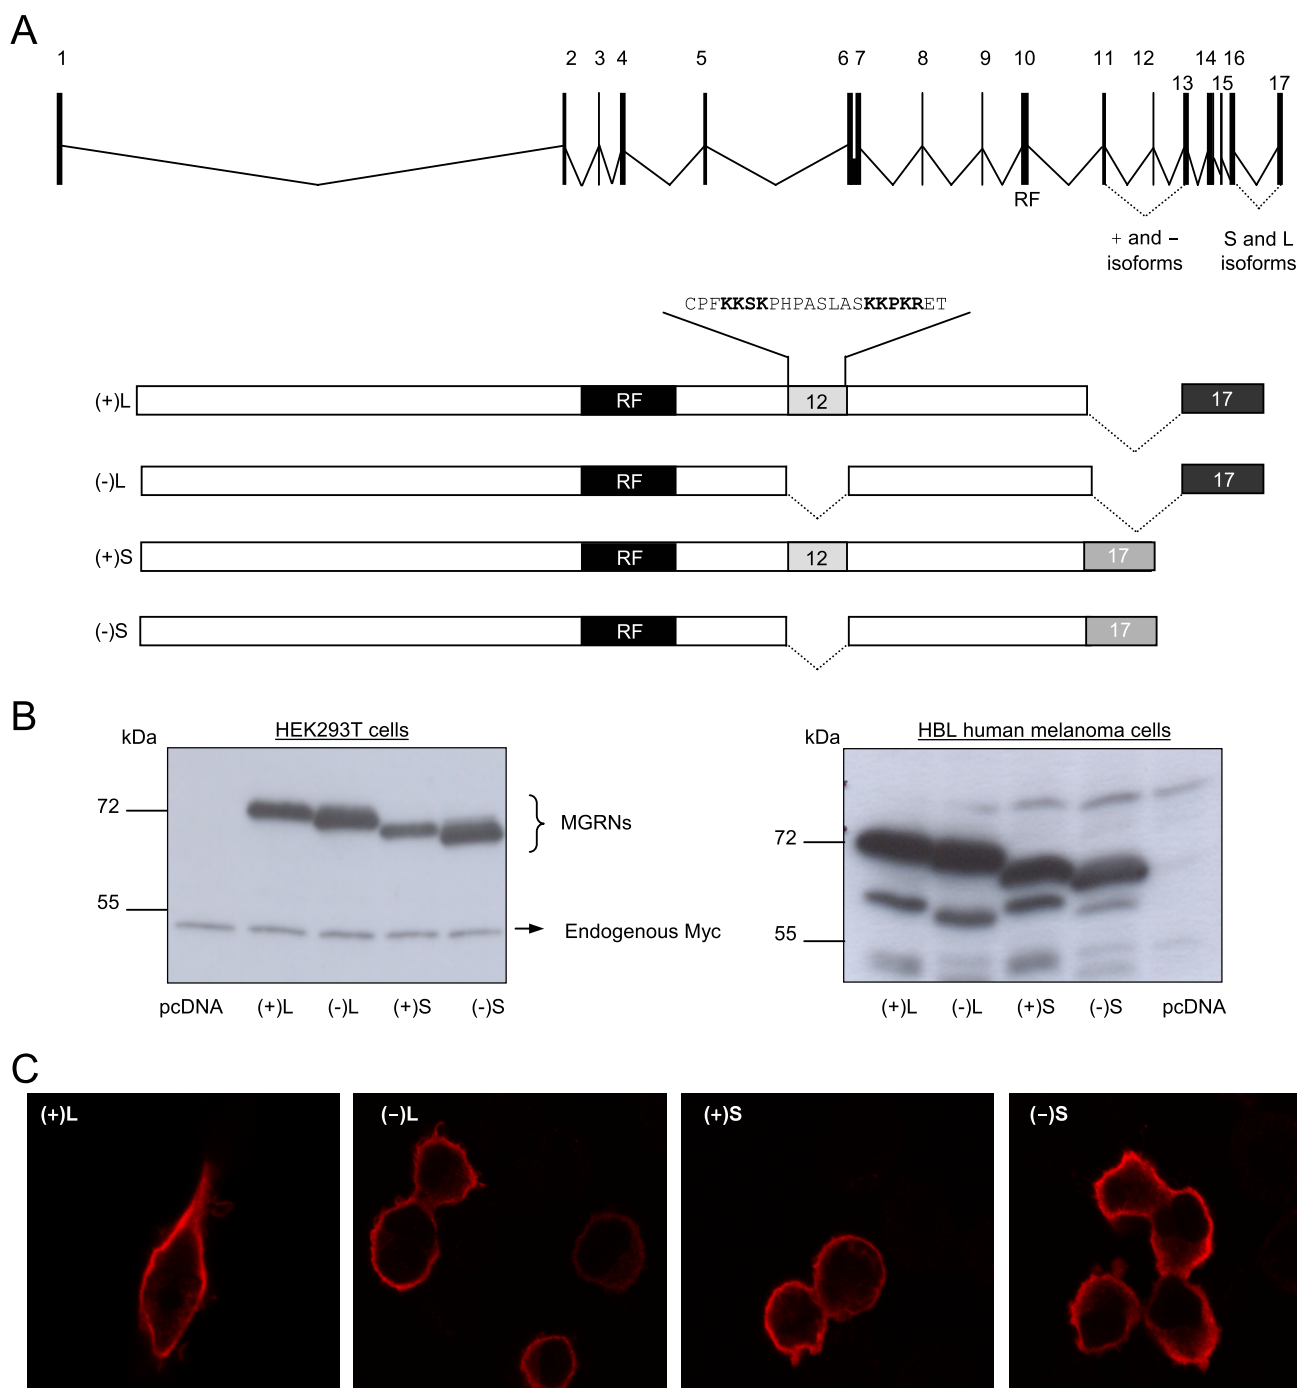 A
1 2 3 4 5 6 7 8 9 10 11 12 14 16
13 15 17
RF
+ and − S and L
isoforms isoforms
CPFKKSKPHPASLASKKPKRET
(+)L RF 12 17
(-)L RF 17
(+)S RF 12 17
(-)S RF 17
B
kDa HEK293T cells kDa HBL human melanoma cells
72 MGRNs 72
55 Endogenous Myc 55
pcDNA (+)L (-)L (+)S (-)S (+)L (-)L (+)S (-)S pcDNA
C
(+)L (−)L (+)S (−)S